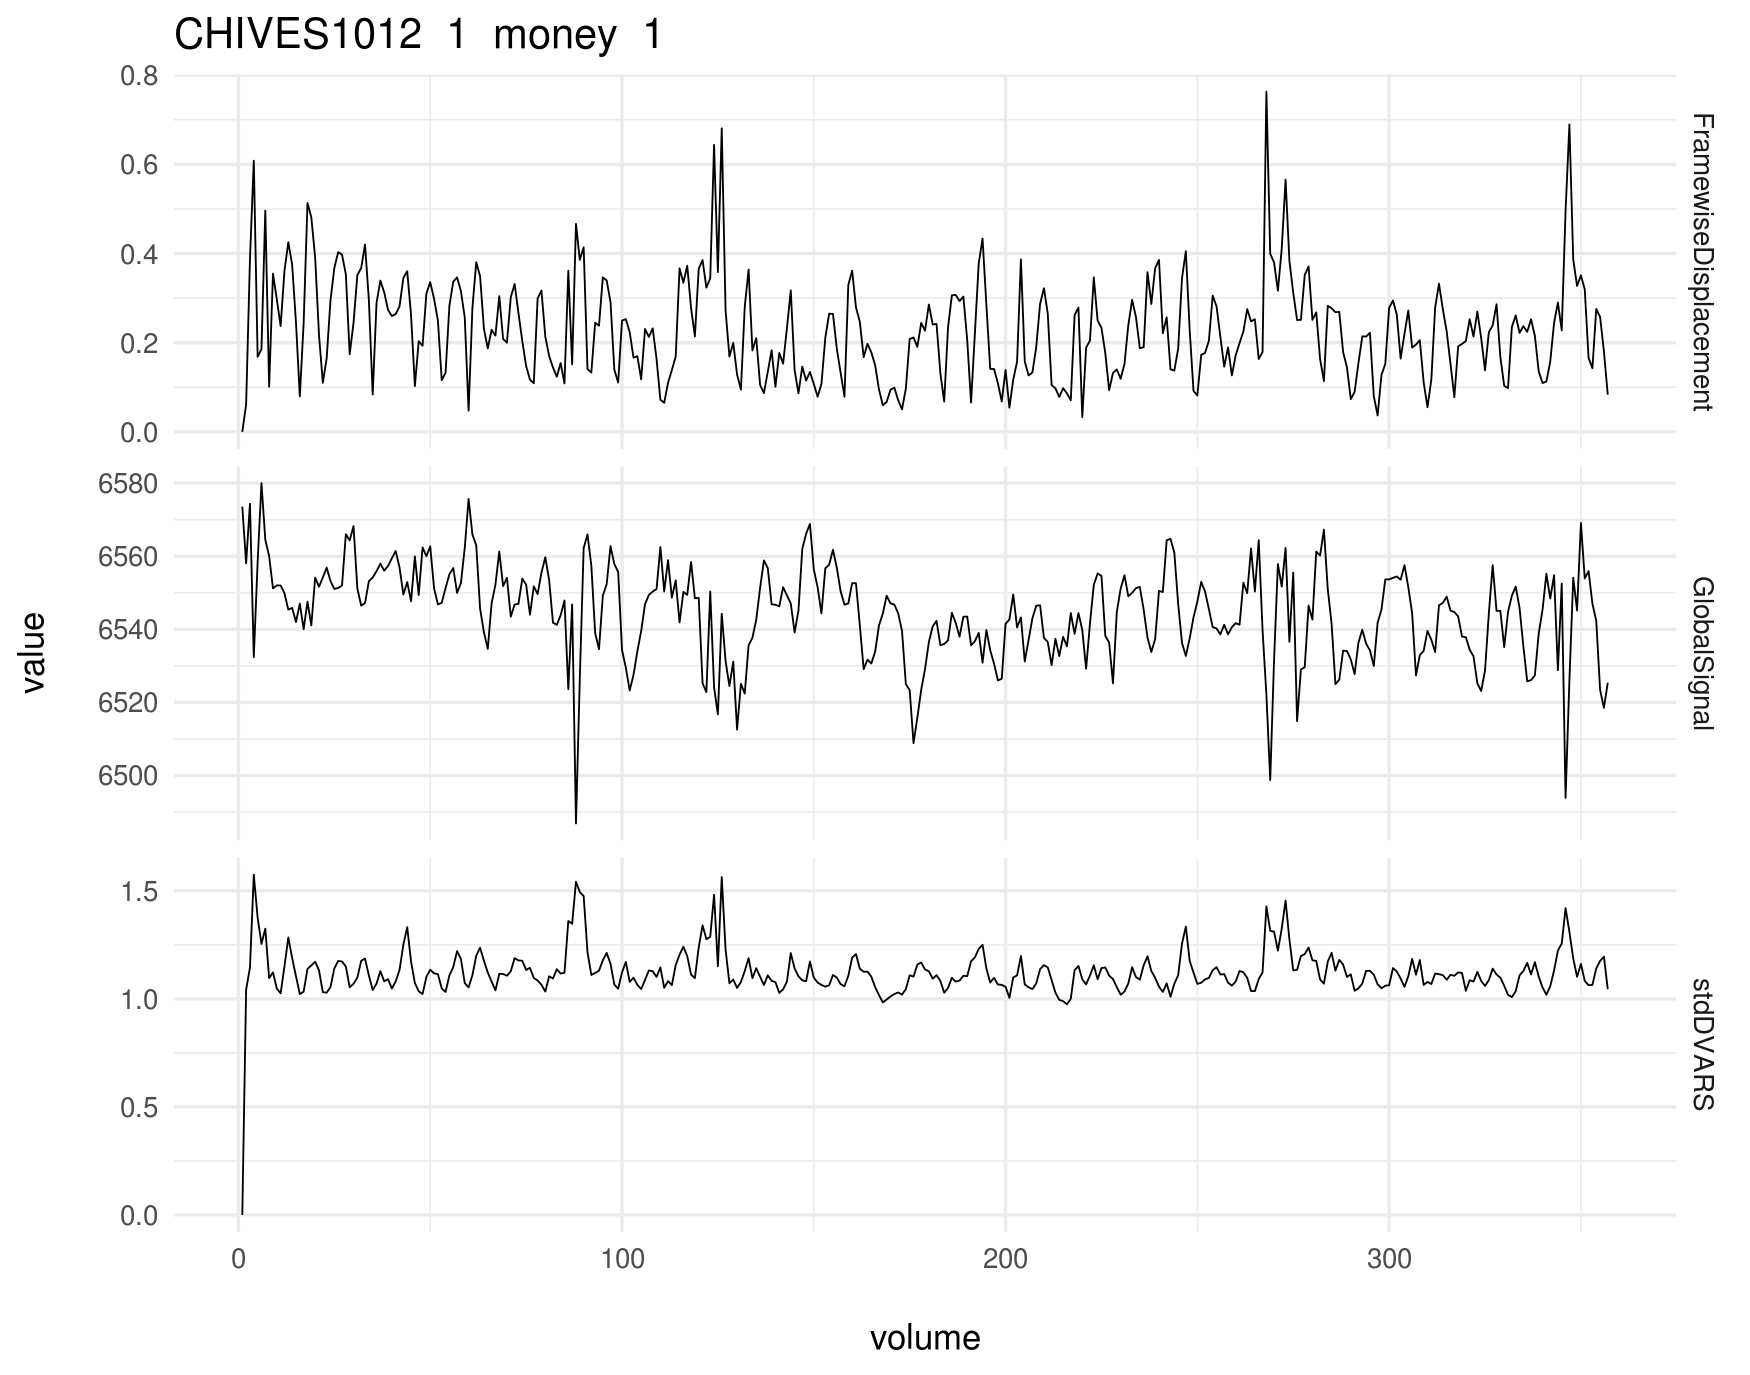 CHIVES1012 1 money 1
0.8
0.6
0.4
0.2
0.0
FramewiseDisplacement
6580
6560
6540
6520
6500
GlobalSignal
value
1.5
1.0
0.5
0.0
stdDVARS
0 100 200 300
volume